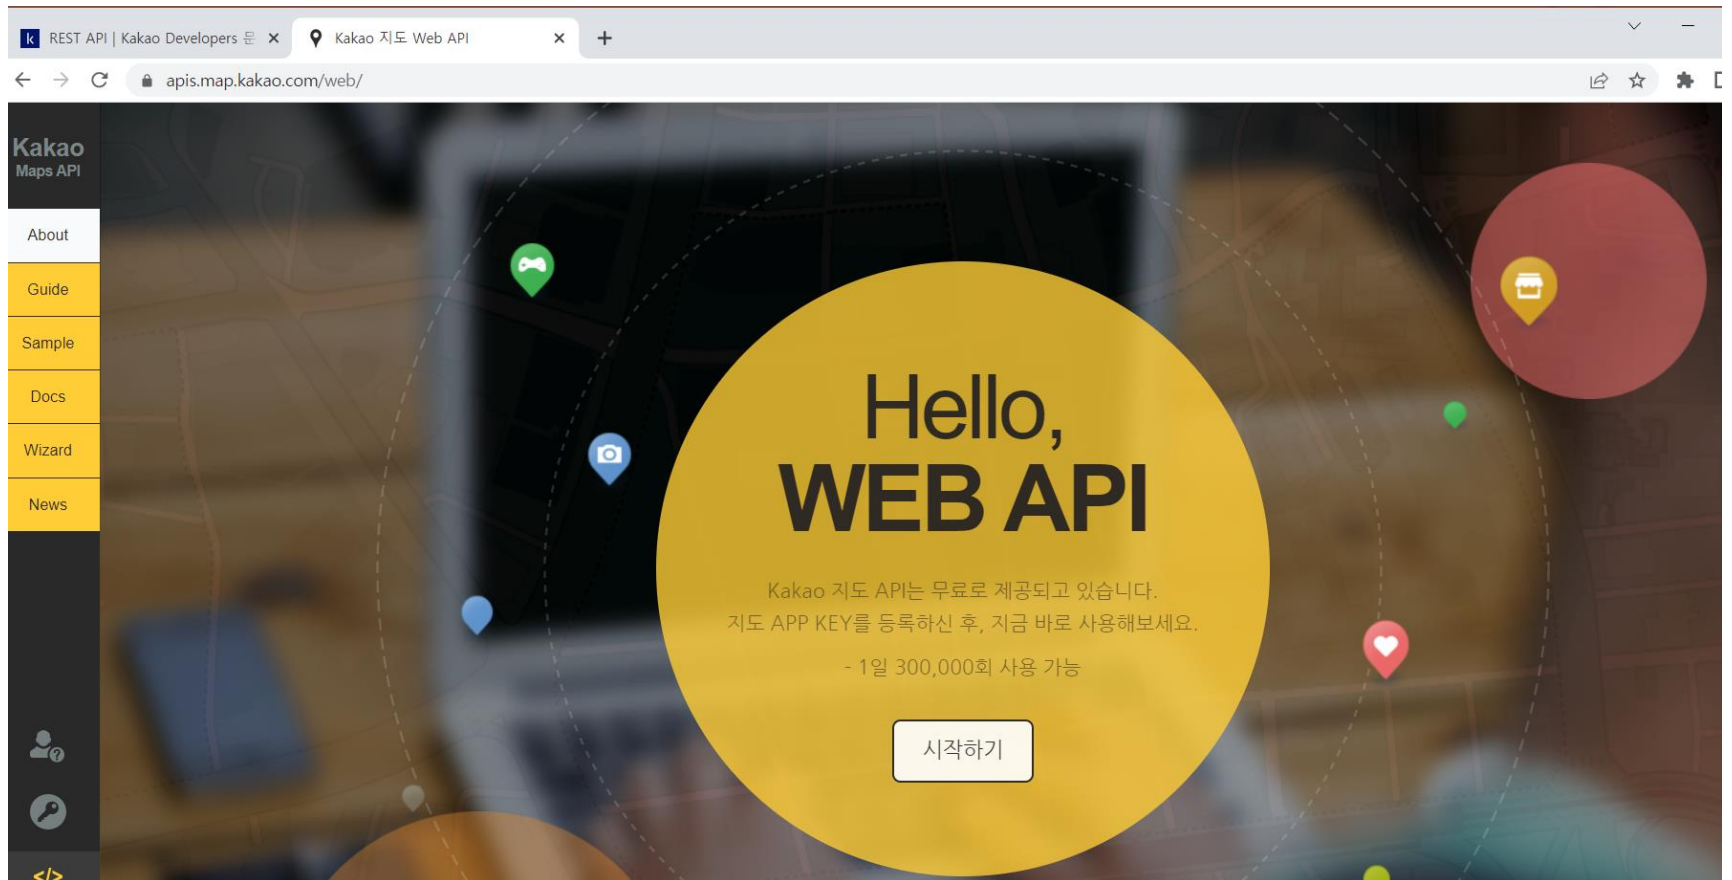 REST API | Kakao Developers 문
Kakao 지도 Web API
apis.map.kakao.com/web/
Kakao
Maps API
About
Guide
Sample
Docs
Wizard
News
Hello,
WEB API
Kakao 지도 API는 무료로 제공되고 있습니다.
지도 APP KEY를 등록하신 후, 지금 바로 사용해보세요.
- 1일 300,000회 사용 가능
시작하기